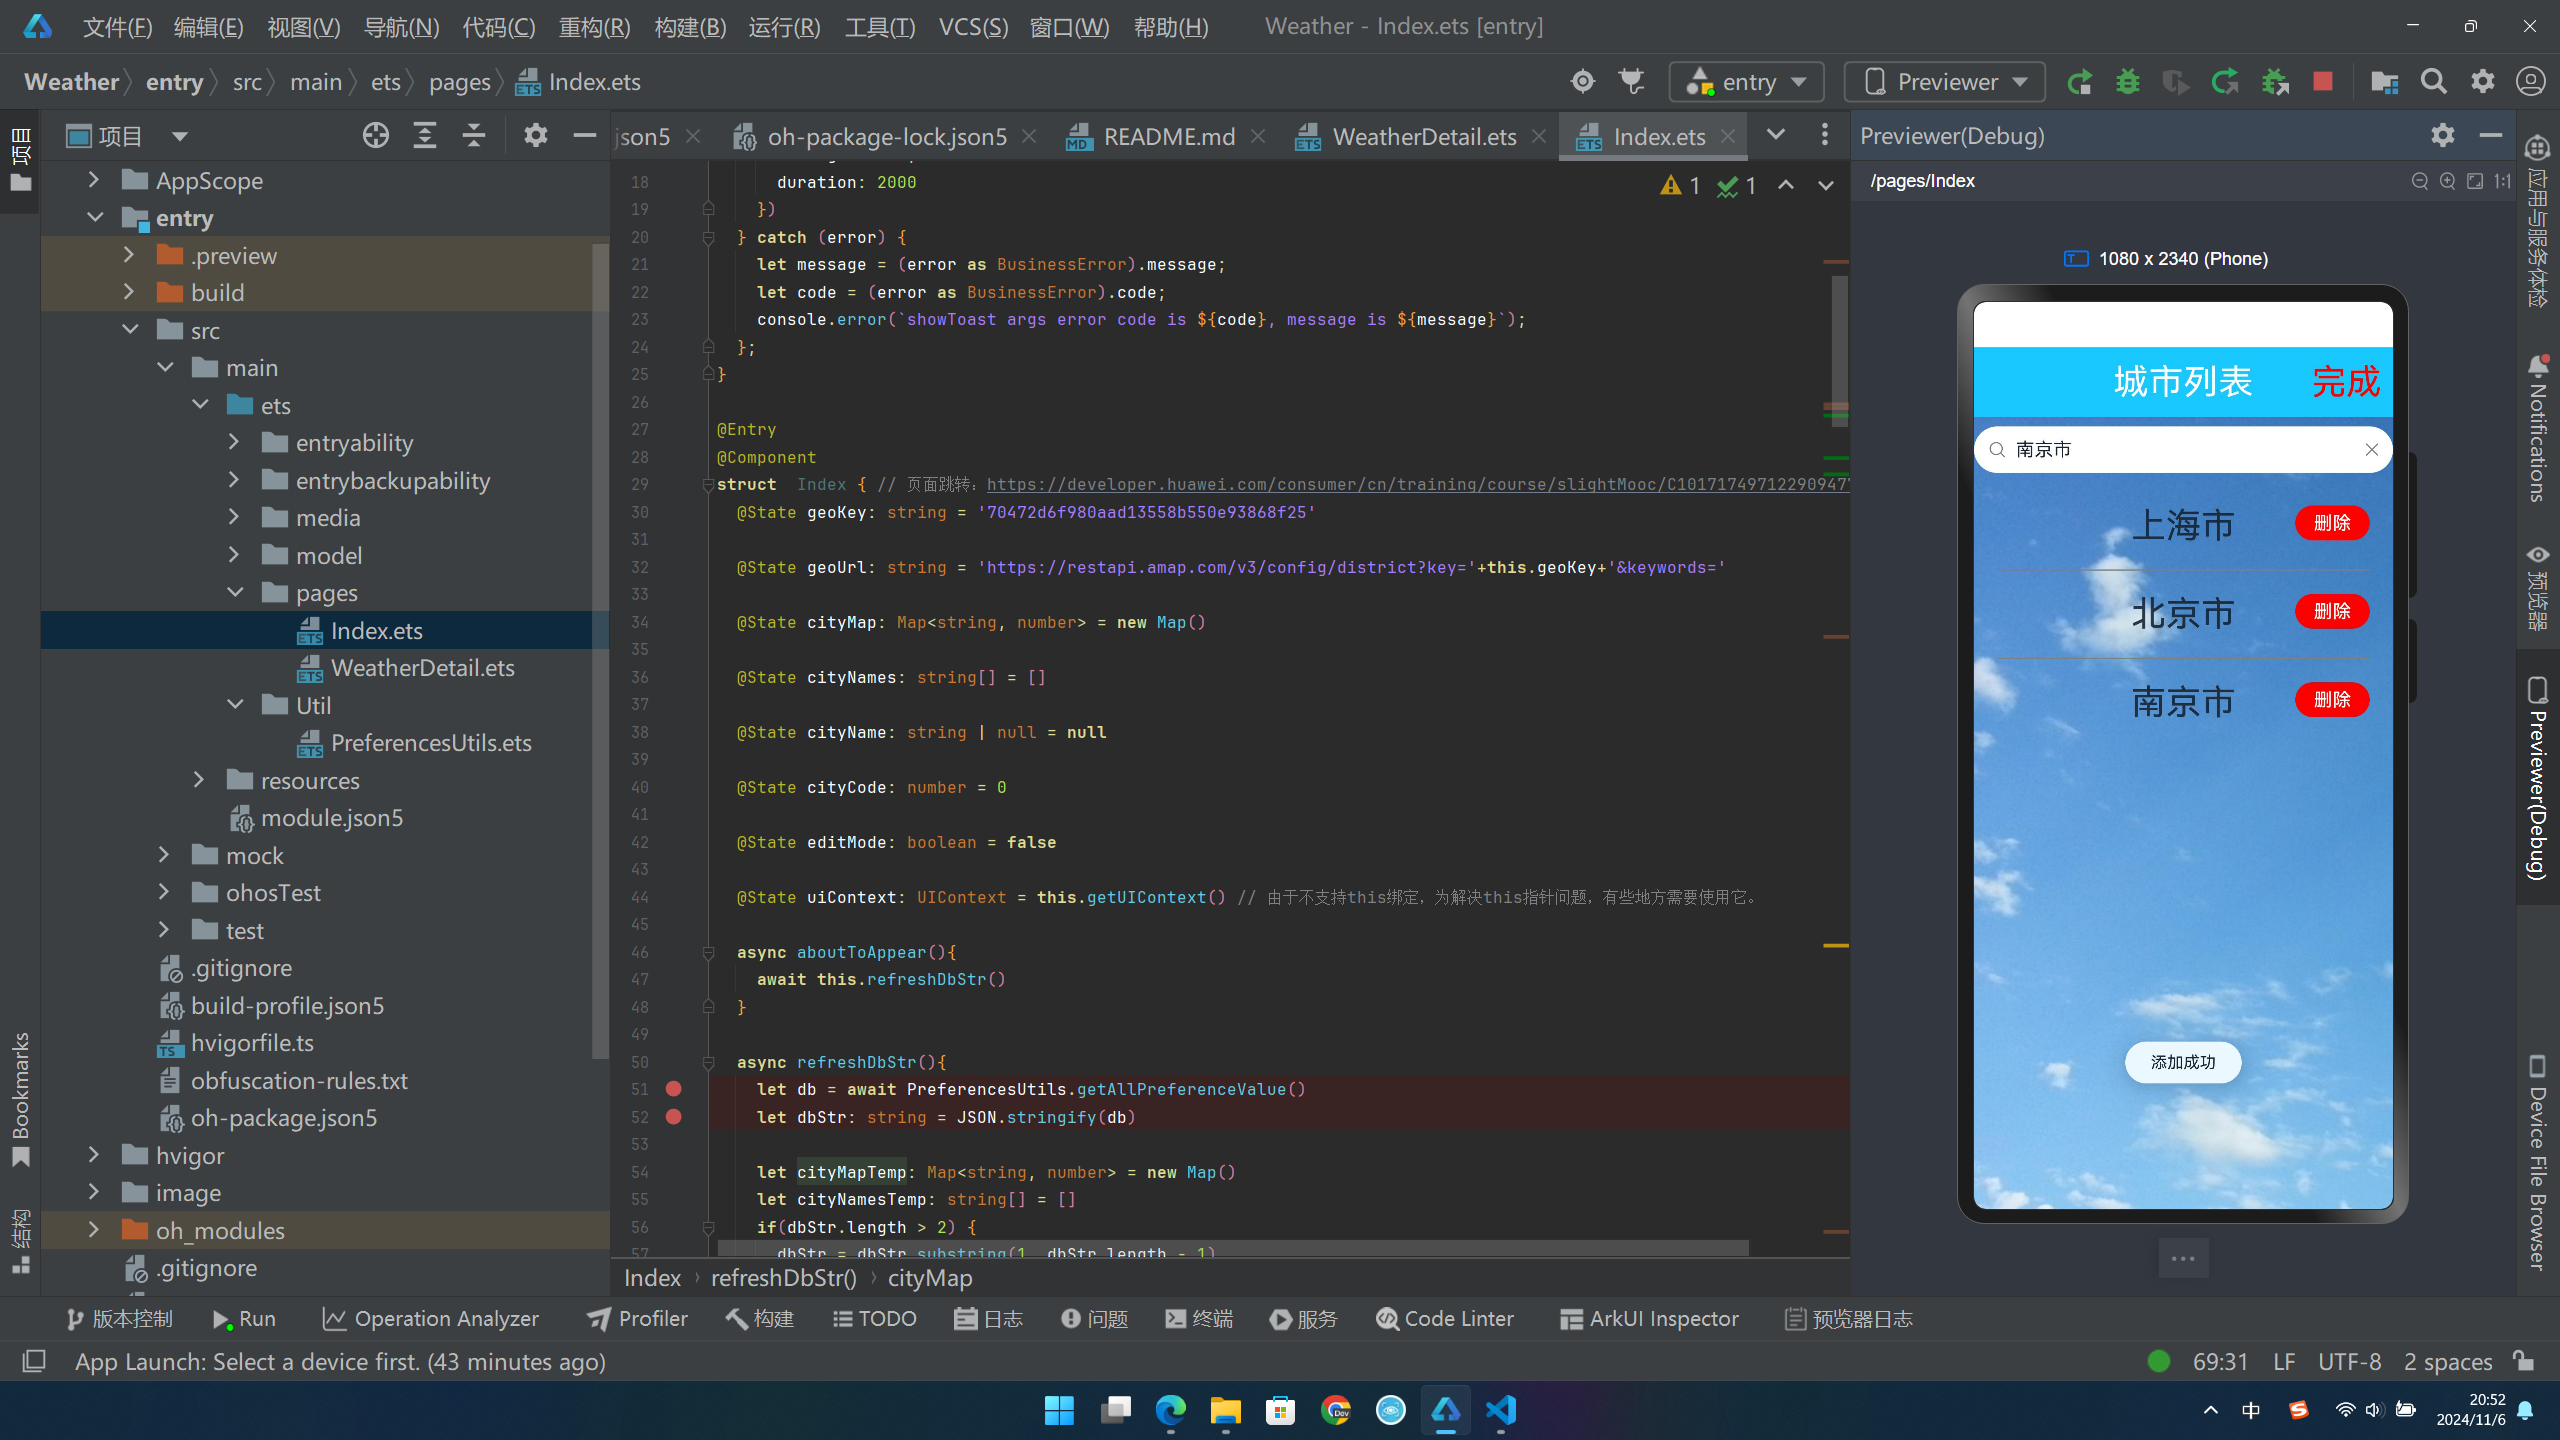 文件(F) 编辑(E) 视图(V) 导航(N) 代码(C) 重构(R) 构建(B) 运行(R) 工具(T) VCS(S) 窗口(W) 帮助(H) Weather - Index.ets [entry]
Weather entry src main ets pages Index.ets entry Previewer
项目
json5 oh-package-lock.json5 README.md WeatherDetail.ets Index.ets
Previewer(Debug)
项目
AppScope
entry
.preview
build
src
main
ets
entryability
entrybackupability
media
model
pages
Index.ets
WeatherDetail.ets
Util
PreferencesUtils.ets
resources
module.json5
mock
ohosTest
test
.gitignore
build-profile.json5
hvigorfile.ts
obfuscation-rules.txt
oh-package.json5
hvigor
image
oh_modules
.gitignore
Bookmarks
结构
1 1
18 duration: 2000
19 })
20 } catch (error) {
21 let message = (error as BusinessError).message;
22 let code = (error as BusinessError).code;
23 console.error(`showToast args error code is ${code}, message is ${message}`);
24 };
25 }
26
27 @Entry
28 @Component
29 struct Index { // 页面跳转：https://developer.huawei.com/consumer/cn/training/course/slightMooc/C101717497122909477
30 @State geoKey: string = '70472d6f980aad13558b550e93868f25'
31
32 @State geoUrl: string = 'https://restapi.amap.com/v3/config/district?key='+this.geoKey+'&keywords='
33
34 @State cityMap: Map<string, number> = new Map()
35
36 @State cityNames: string[] = []
37
38 @State cityName: string | null = null
39
40 @State cityCode: number = 0
41
42 @State editMode: boolean = false
43
44 @State uiContext: UIContext = this.getUIContext() // 由于不支持this绑定，为解决this指针问题，有些地方需要使用它。
45
46 async aboutToAppear(){
47 await this.refreshDbStr()
48 }
49
50 async refreshDbStr(){
51 let db = await PreferencesUtils.getAllPreferenceValue()
52 let dbStr: string = JSON.stringify(db)
53
54 let cityMapTemp: Map<string, number> = new Map()
55 let cityNamesTemp: string[] = []
56 if(dbStr.length > 2) {
57 dbStr = dbStr.substring(1, dbStr.length - 1)
Index › refreshDbStr() › cityMap
/pages/Index
1:1
1080 x 2340 (Phone)
城市列表 完成
南京市
上海市 删除
北京市 删除
南京市 删除
添加成功
应用与服务体检
Notifications
预览器
Previewer(Debug)
Device File Browser
版本控制 Run Operation Analyzer Profiler 构建 TODO 日志 问题 终端 服务 Code Linter ArkUI Inspector 预览器日志
App Launch: Select a device first. (43 minutes ago) 69:31 LF UTF-8 2 spaces
中 20:52
2024/11/6